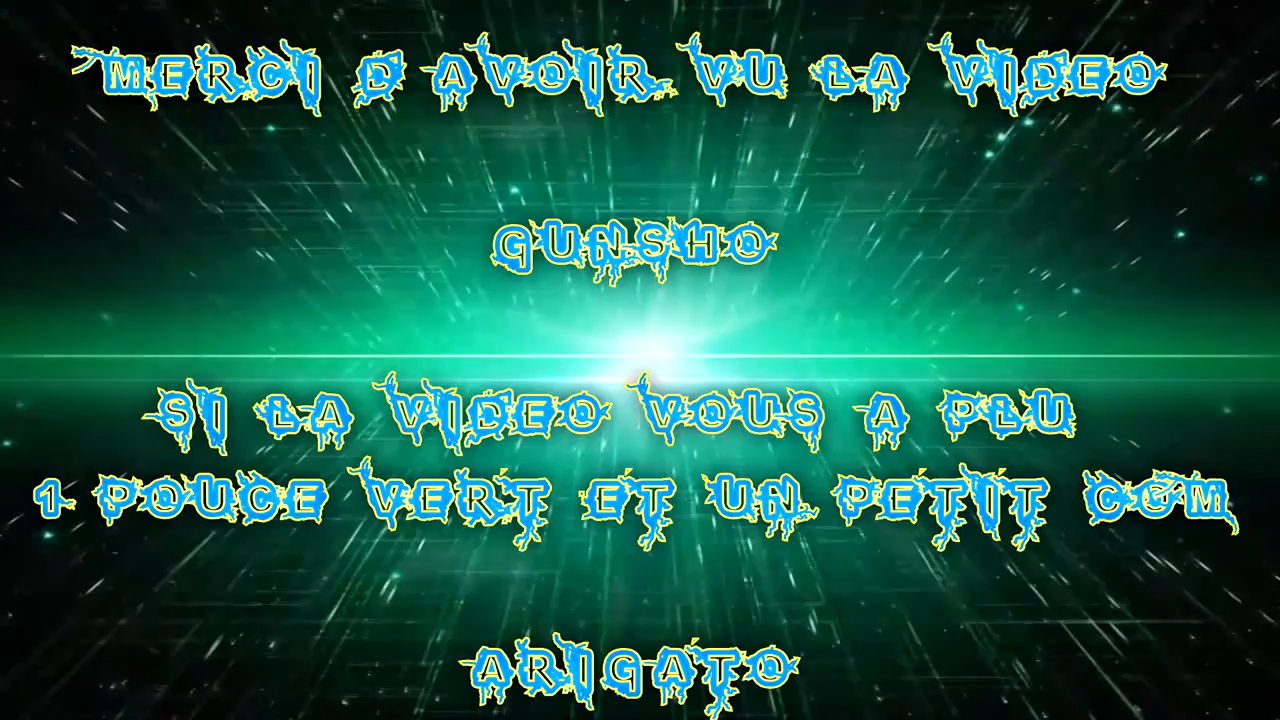 MERCI D AVOIR VU LA VIDEO
GUNSHO
SI LA VIDEO VOUS A PLU
1 POUCE VERT ET UN PETIT COM
ARIGATO